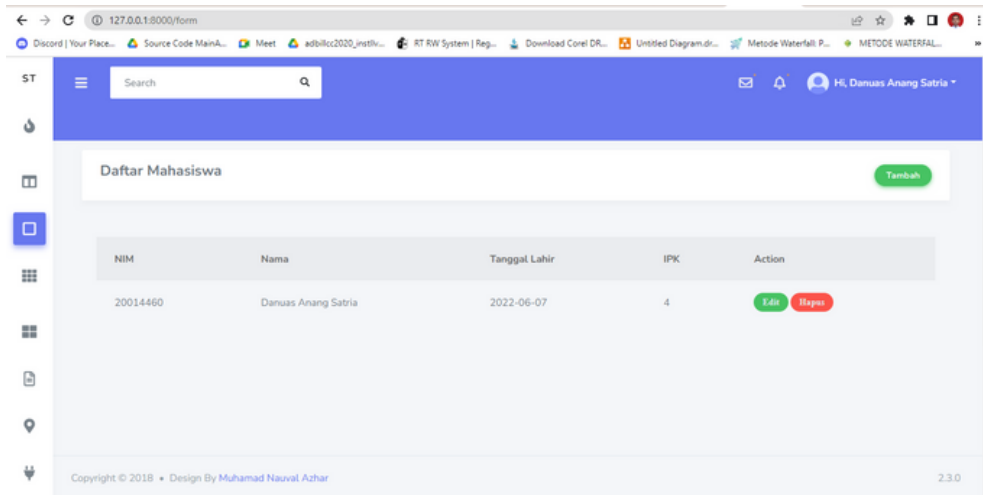 127.0.0.1:8000/form
Discord | Your Place... Source Code MainA... Meet adbillcc2020_instliv... RT RW System | Reg... Download Corel DR... Untitled Diagram.dr... Metode Waterfall: P... METODE WATERFAL... »
ST Search Hi, Danuas Anang Satria
Daftar Mahasiswa Tambah
NIM Nama Tanggal Lahir IPK Action
20014460 Danuas Anang Satria 2022-06-07 4 Edit Hapus
Copyright © 2018 • Design By Muhamad Nauval Azhar 2.3.0